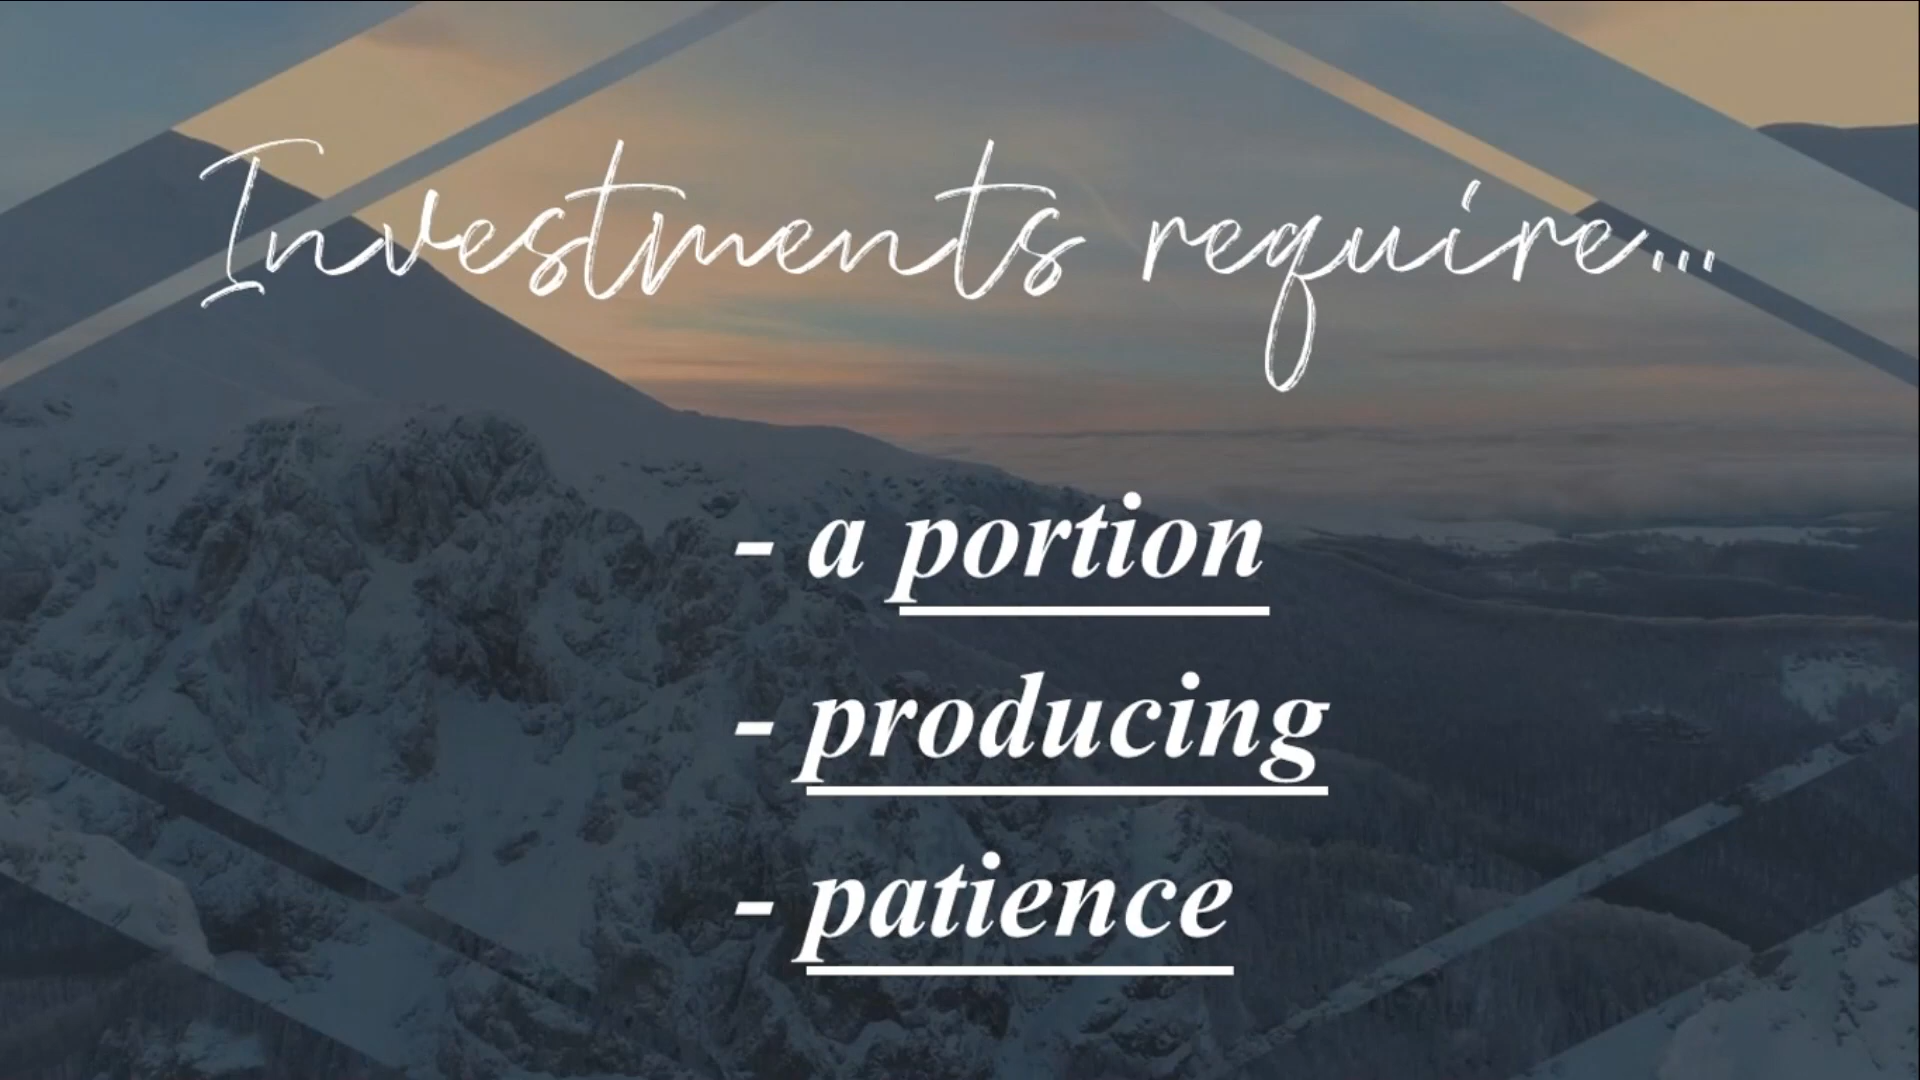 Investments require...
- a portion
- producing
- patience